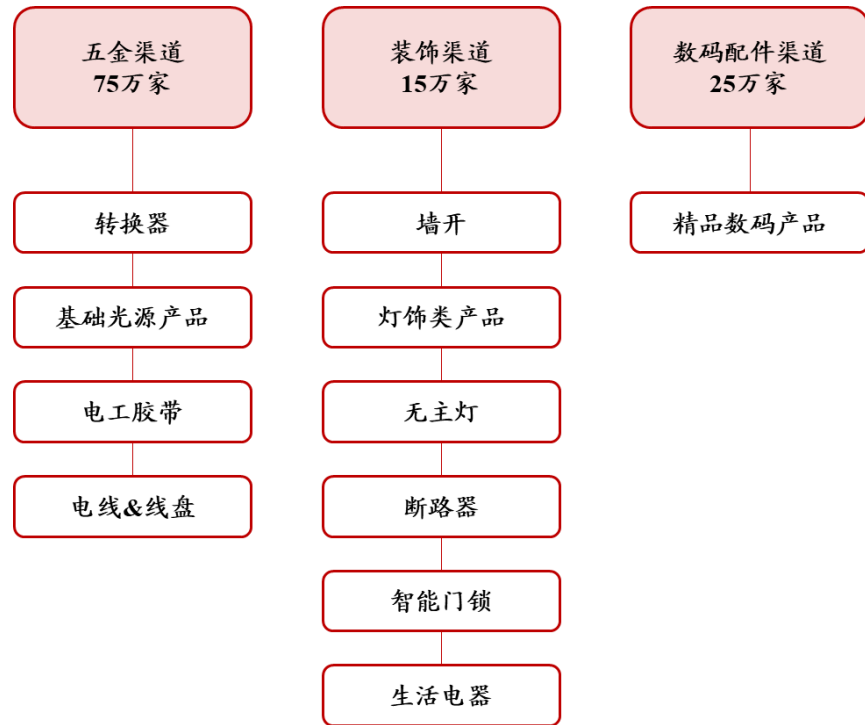 五金渠道
75万家
转换器
基础光源产品
电工胶带
电线&线盘
装饰渠道
15万家
墙开
灯饰类产品
无主灯
断路器
智能门锁
生活电器
数码配件渠道
25万家
精品数码产品